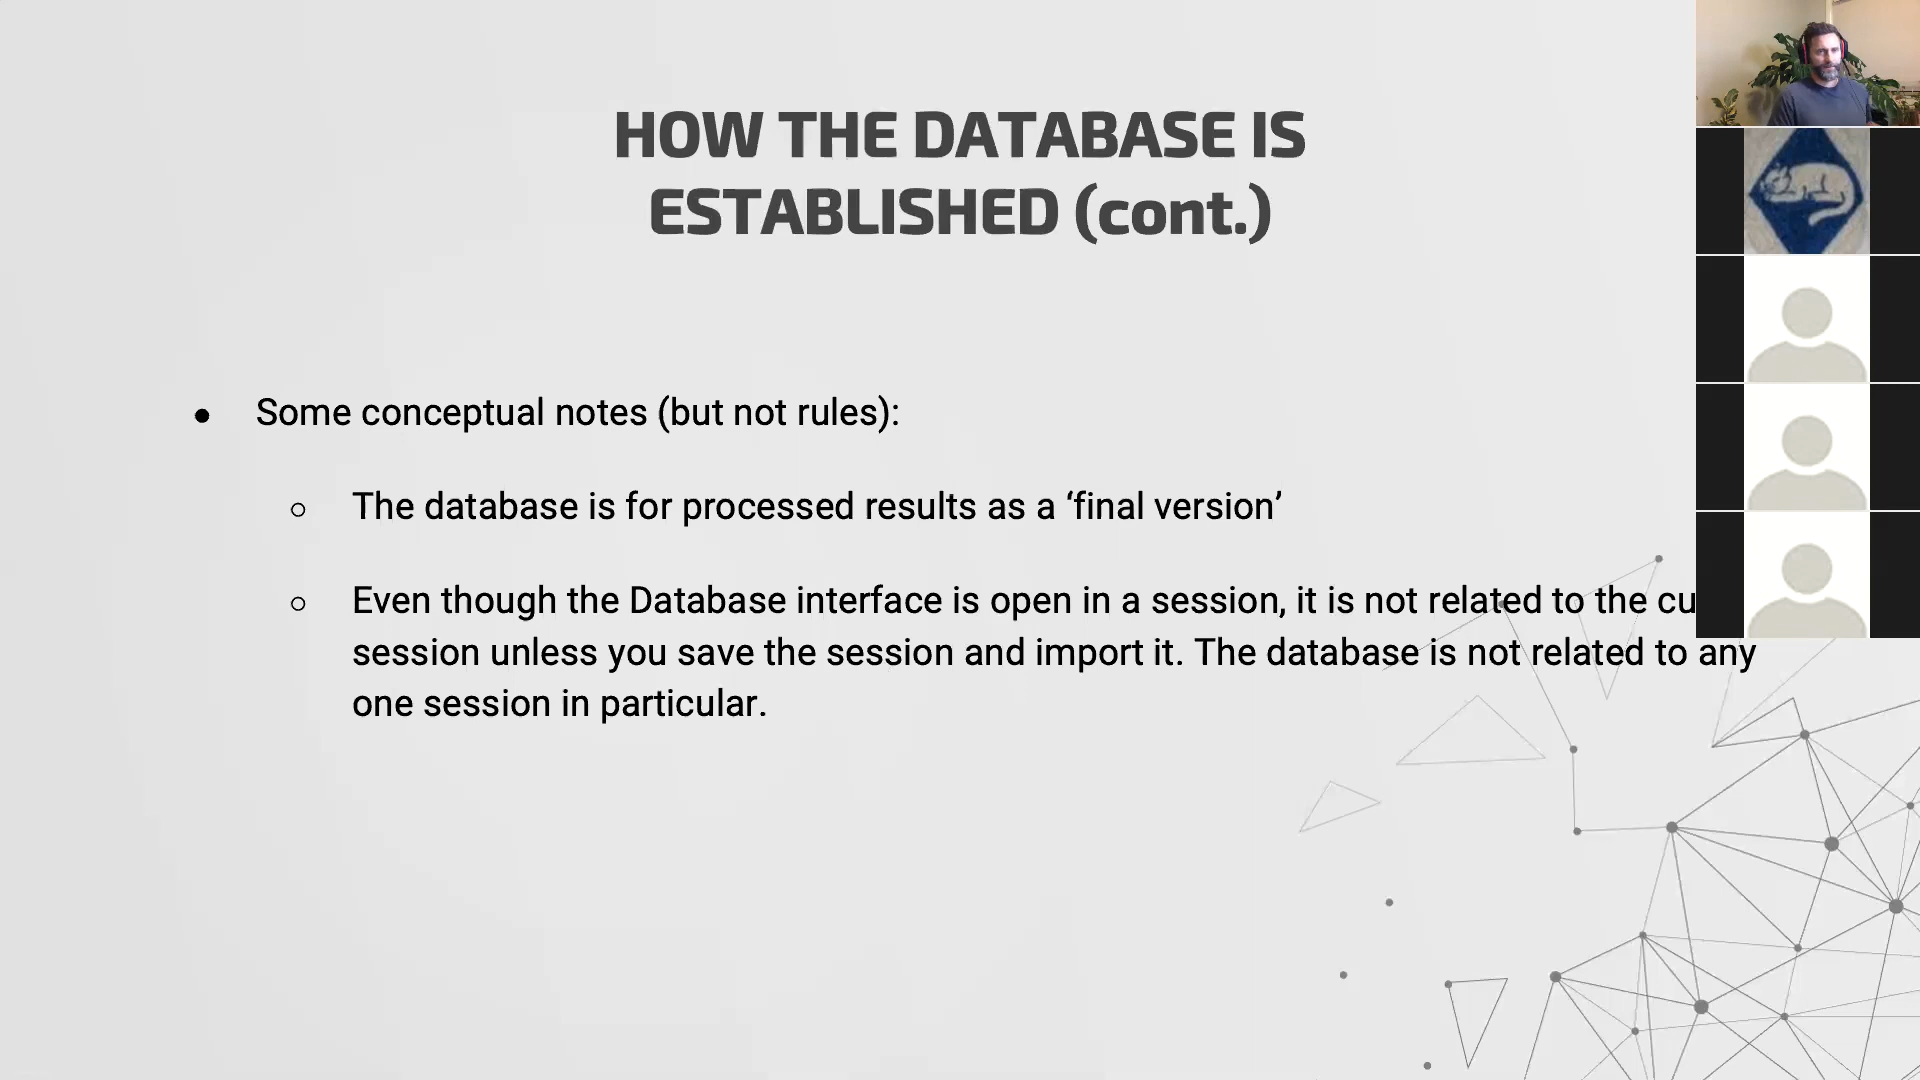 HOW THE DATABASE IS
ESTABLISHED (cont.)
● Some conceptual notes (but not rules):
○ The database is for processed results as a ‘final version’
○ Even though the Database interface is open in a session, it is not related to the
session unless you save the session and import it. The database is not related to any
one session in particular.